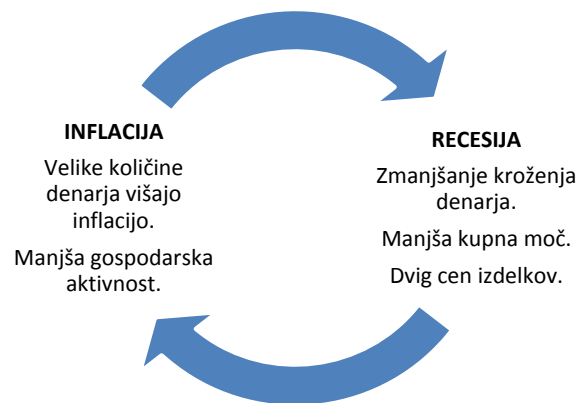 INFLACIJA
Velike količine
denarja višajo
inflacijo.
Manjša gospodarska
aktivnost.
RECESIJA
Zmanjšanje kroženja
denarja.
Manjša kupna moč.
Dvig cen izdelkov.